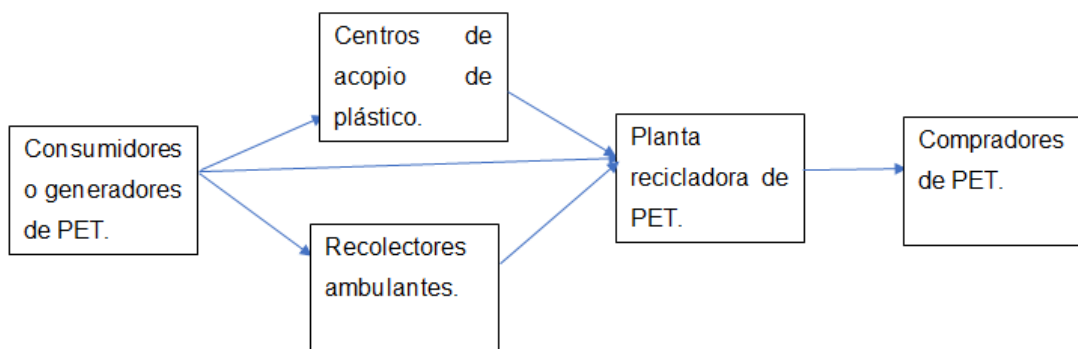 Consumidores
o generadores
de PET.
Centros de
acopio de
plástico.
Recolectores
ambulantes.
Planta
recicladora de
PET.
Compradores
de PET.